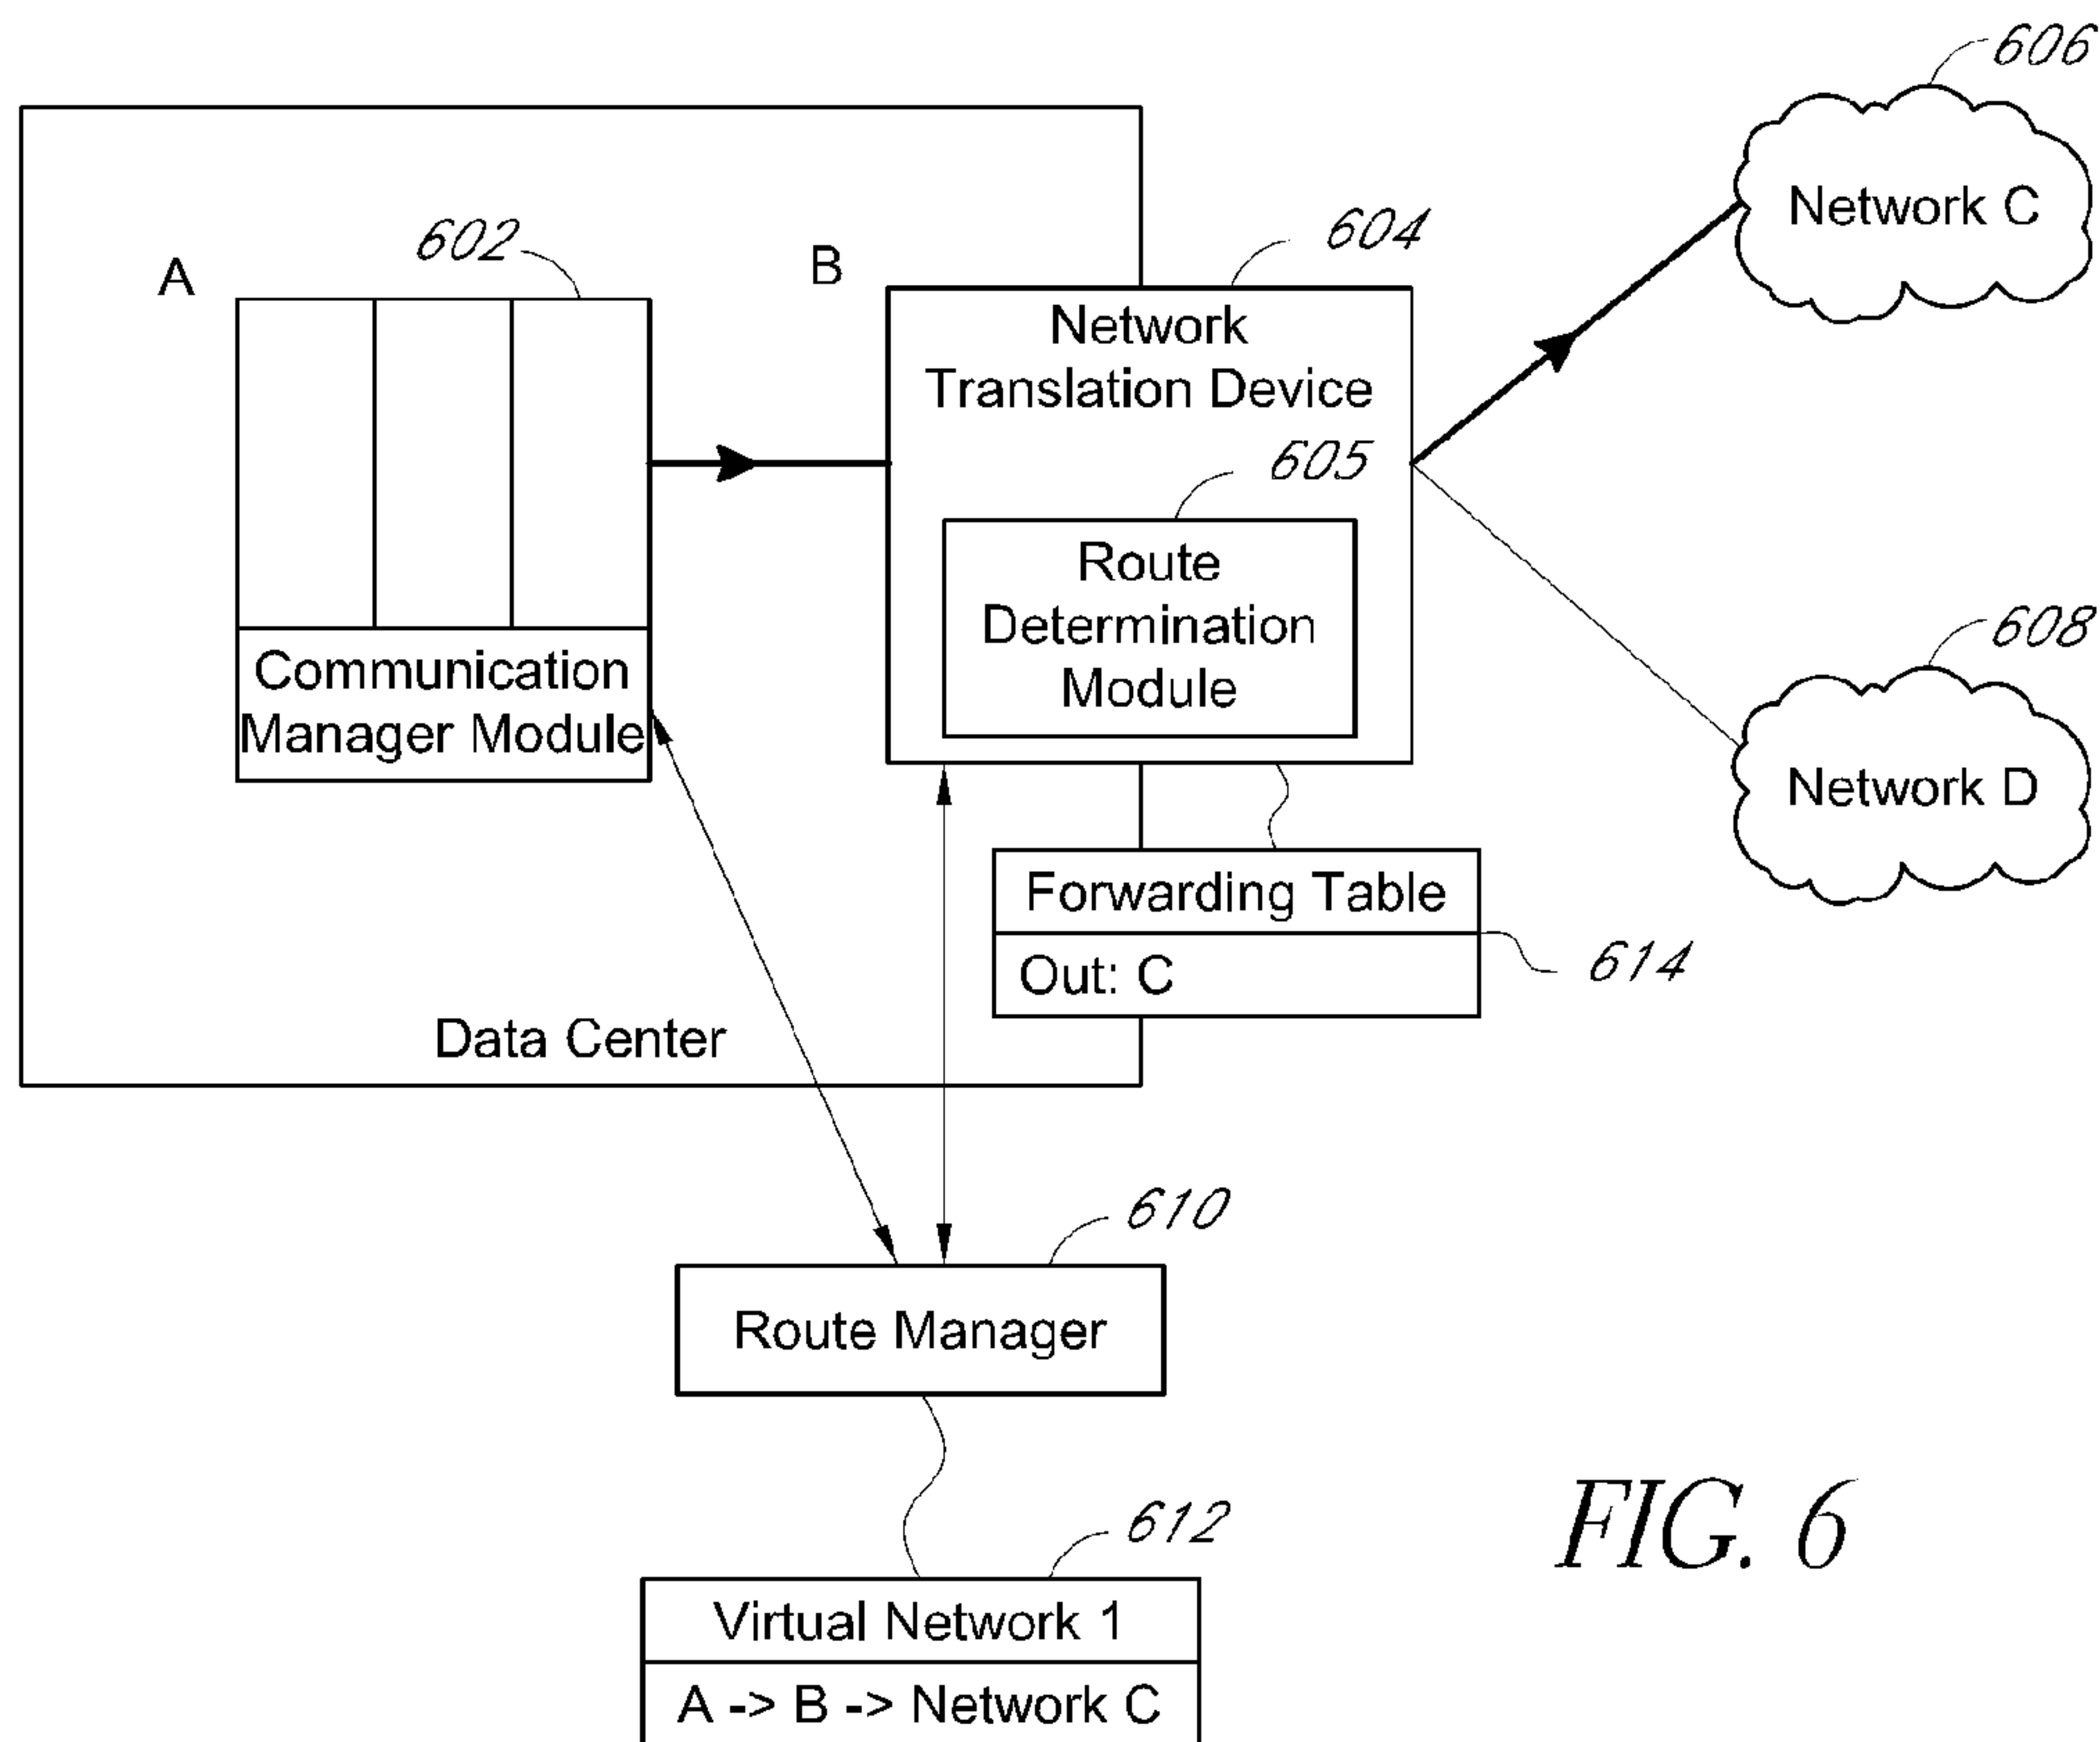 606
Network C
A
602
B
604
Network
Translation Device
605
Route
Determination
Module
Communication
Manager Module
608
Network D
Forwarding Table
Out: C
614
Data Center
610
Route Manager
612
Virtual Network 1
A -> B -> Network C
FIG. 6